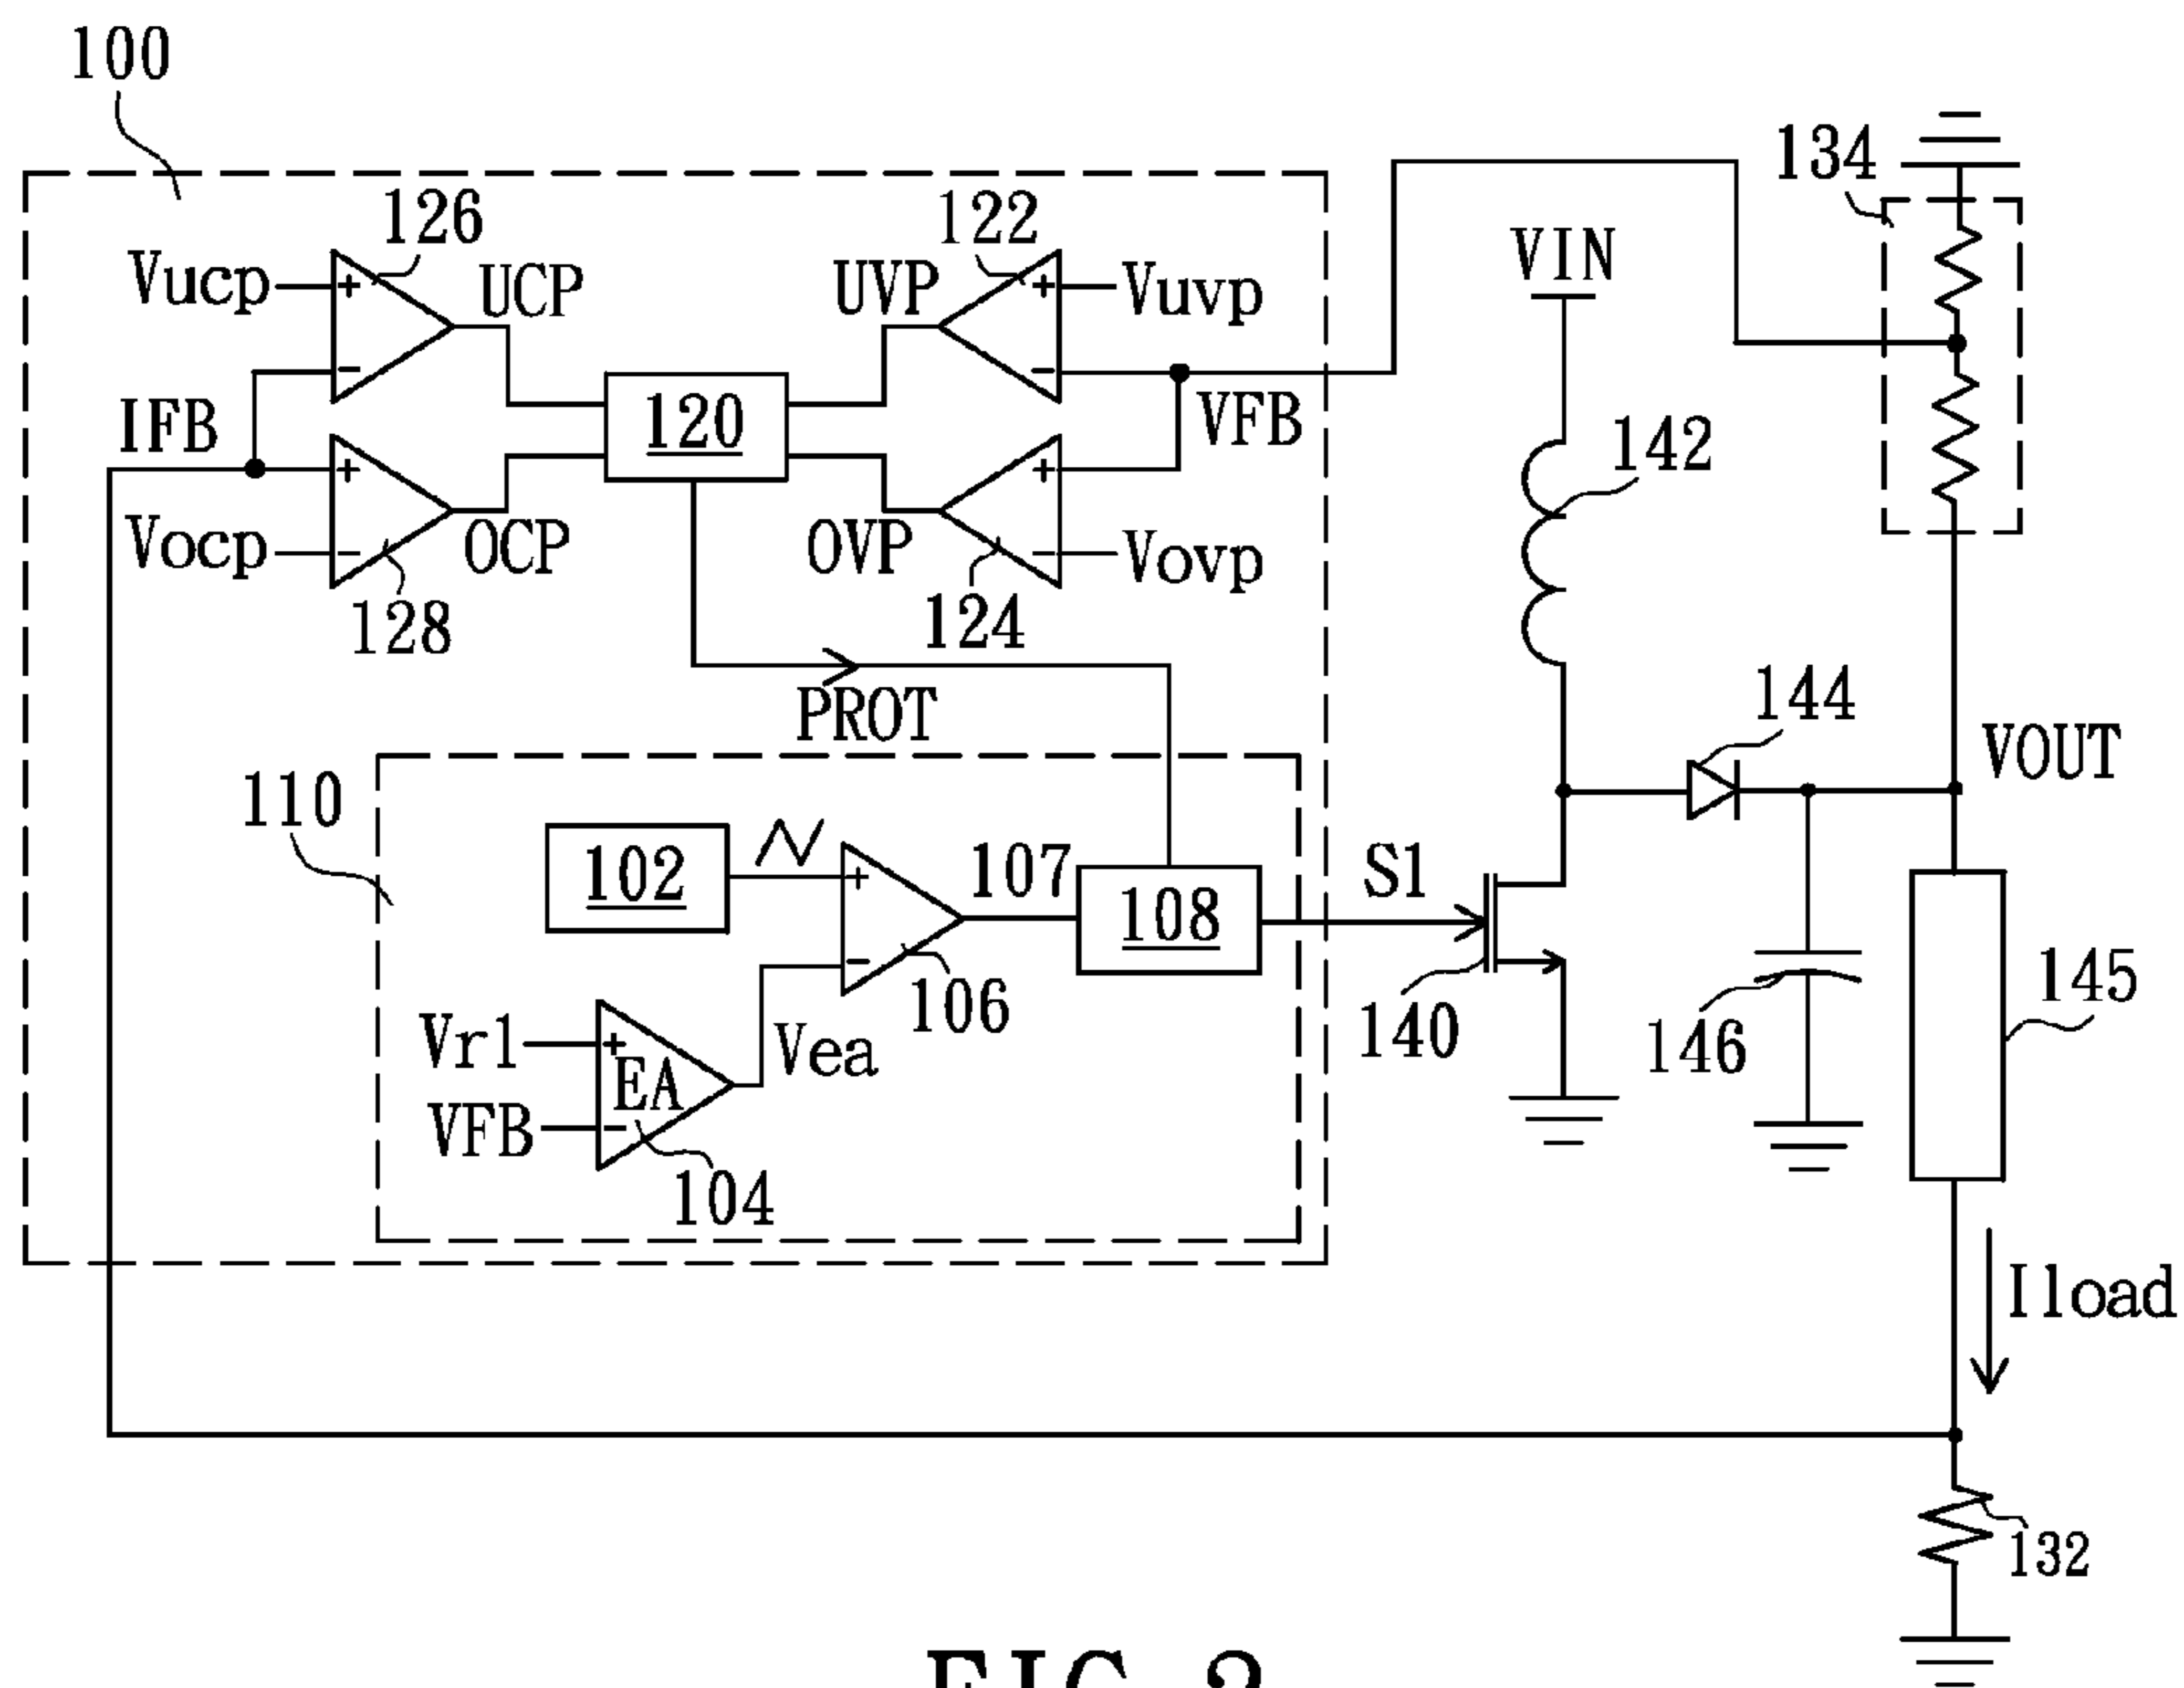 100
134
126
122
Vucp
UCP
UVP
Vuvp
VIN
IFB
120
VFB
142
Vocp
OCP
OVP
Vovp
128
124
PROT
144
VOUT
110
102
107
108
S1
106
140
146
145
Vr1
EA
Vea
VFB
104
Iload
132